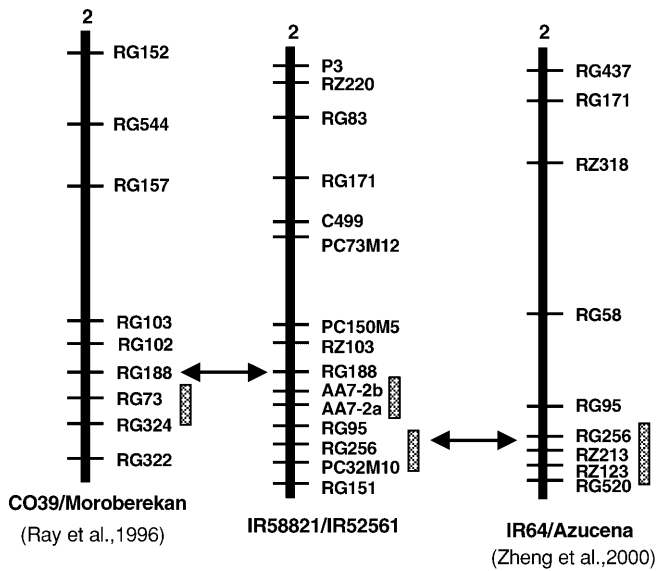 2
RG152
RG544
RG157
RG103
RG102
RG188
RG73
RG324
RG322
CO39/Moroberekan
(Ray et al.,1996)
2
P3
RZ220
RG83
RG171
C499
PC73M12
PC150M5
RZ103
RG188
AA7-2b
AA7-2a
RG95
RG256
PC32M10
RG151
IR58821/IR52561
2
RG437
RG171
RZ318
RG58
RG95
RG256
RZ213
RZ123
RG520
IR64/Azucena
(Zheng et al.,2000)